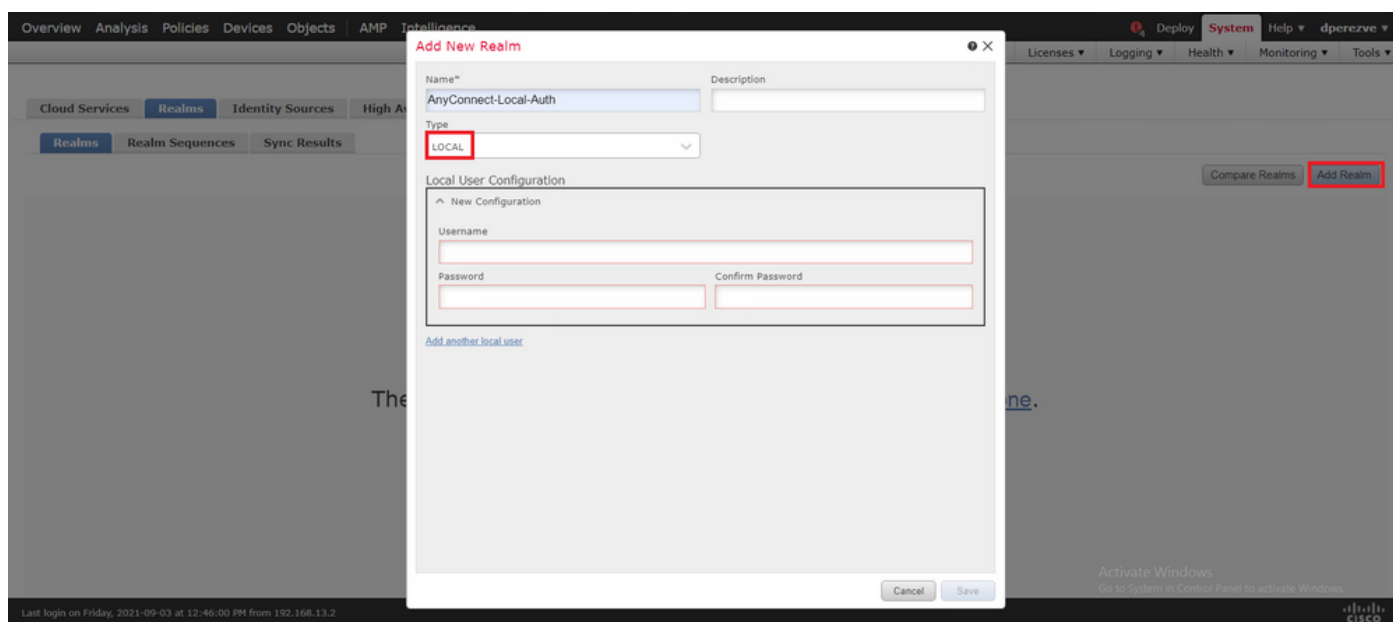 Overview Analysis Policies Devices Objects AMP Intelligence
4 Deploy System Help ▾ dperezve ▾
Licenses ▾ Logging ▾ Health ▾ Monitoring ▾ Tools ▾
Cloud Services Realms Identity Sources High
Realms Realm Sequences Sync Results
Compare Realms Add Realm
Add New Realm
Name*
Description
AnyConnect-Local-Auth
Type
LOCAL
Local User Configuration
New Configuration
Username
Password
Confirm Password
Add another local user
The
ne.
Cancel Save
Activate Windows
Go to System in Control Panel to activate Windows.
Last login on Friday, 2021-09-03 at 12:46:00 PM from 192.168.13.2
CISCO